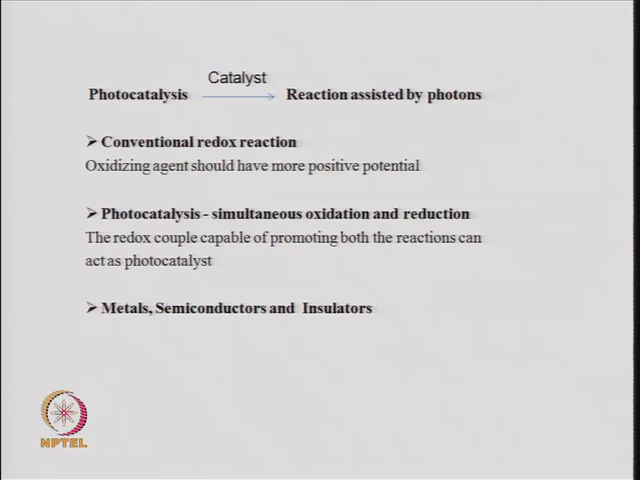 Catalyst
Photocatalysis → Reaction assisted by photons
➢ Conventional redox reaction
Oxidizing agent should have more positive potential
➢ Photocatalysis - simultaneous oxidation and reduction
The redox couple capable of promoting both the reactions can
act as photocatalyst
➢ Metals, Semiconductors and Insulators
NPTEL